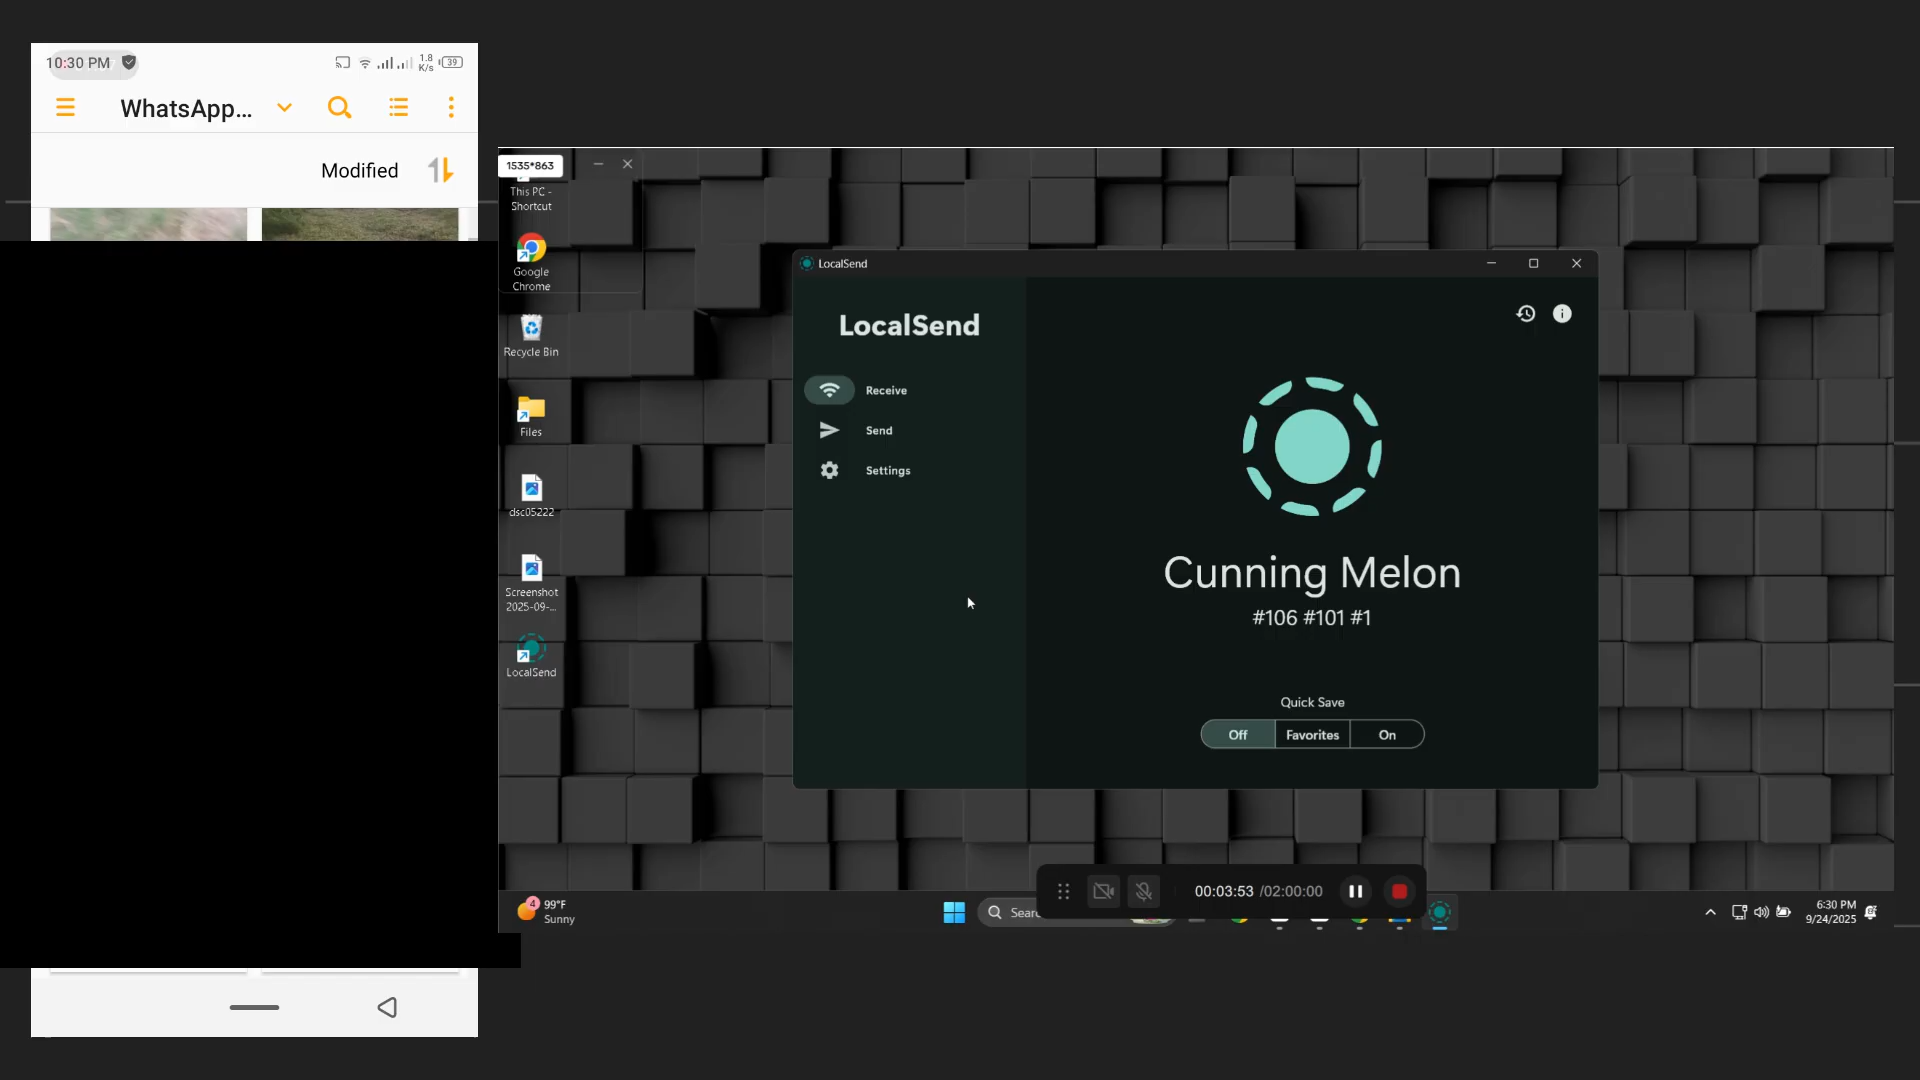 10:30 PM
1.8
K/s
39
WhatsApp...
Modified
1535*863
This PC -
Shortcut
Google
Chrome
Recycle Bin
Files
dsc05222
Screenshot
2025-09-...
LocalSend
LocalSend
LocalSend
Receive
Send
Settings
Cunning Melon
#106 #101 #1
Quick Save
Off
Favorites
On
00:03:53 /02:00:00
4
99°F
Sunny
Sear
6:30 PM
9/24/2025